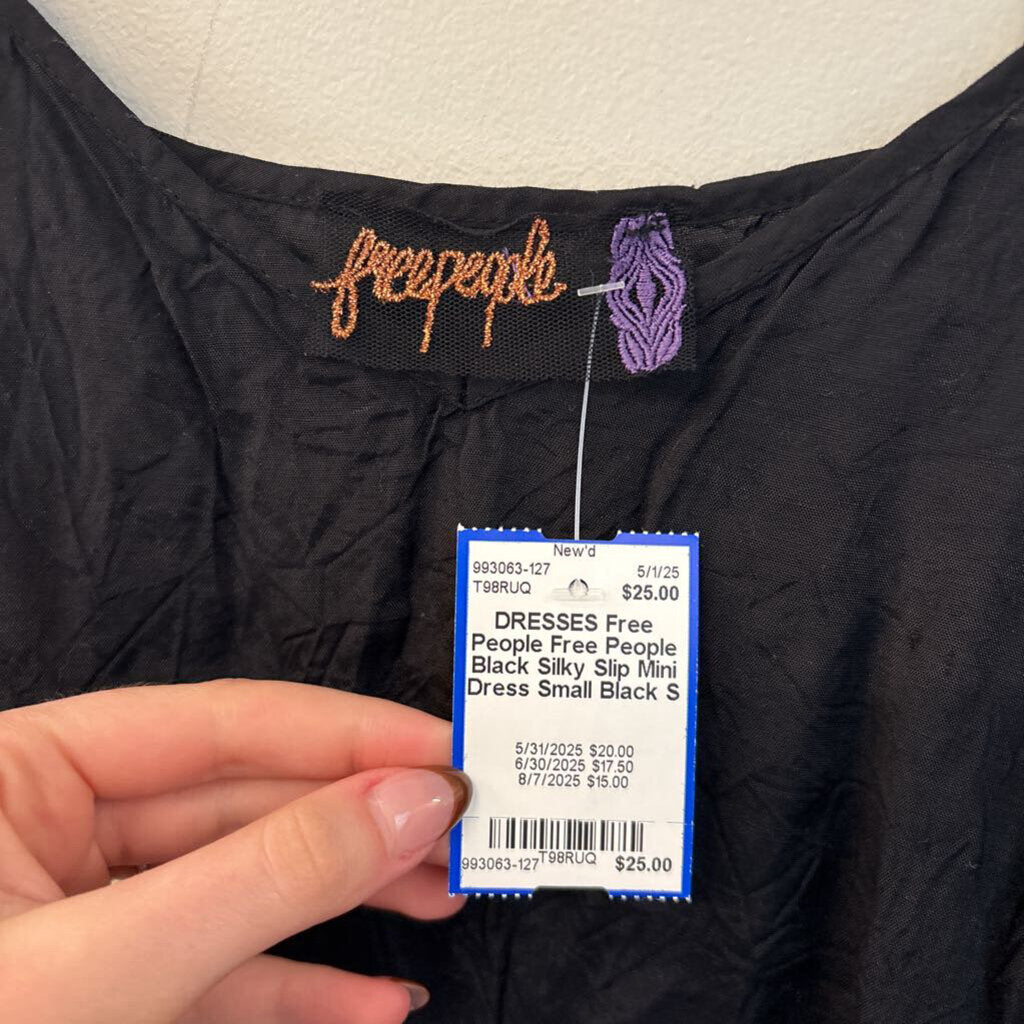 freepeople
New'd
993063-127 5/1/25
T98RUQ $25.00
DRESSES Free
People Free People
Black Silky Slip Mini
Dress Small Black S
5/31/2025 $20.00
6/30/2025 $17.50
8/7/2025 $15.00
993063-127 T98RUQ $25.00